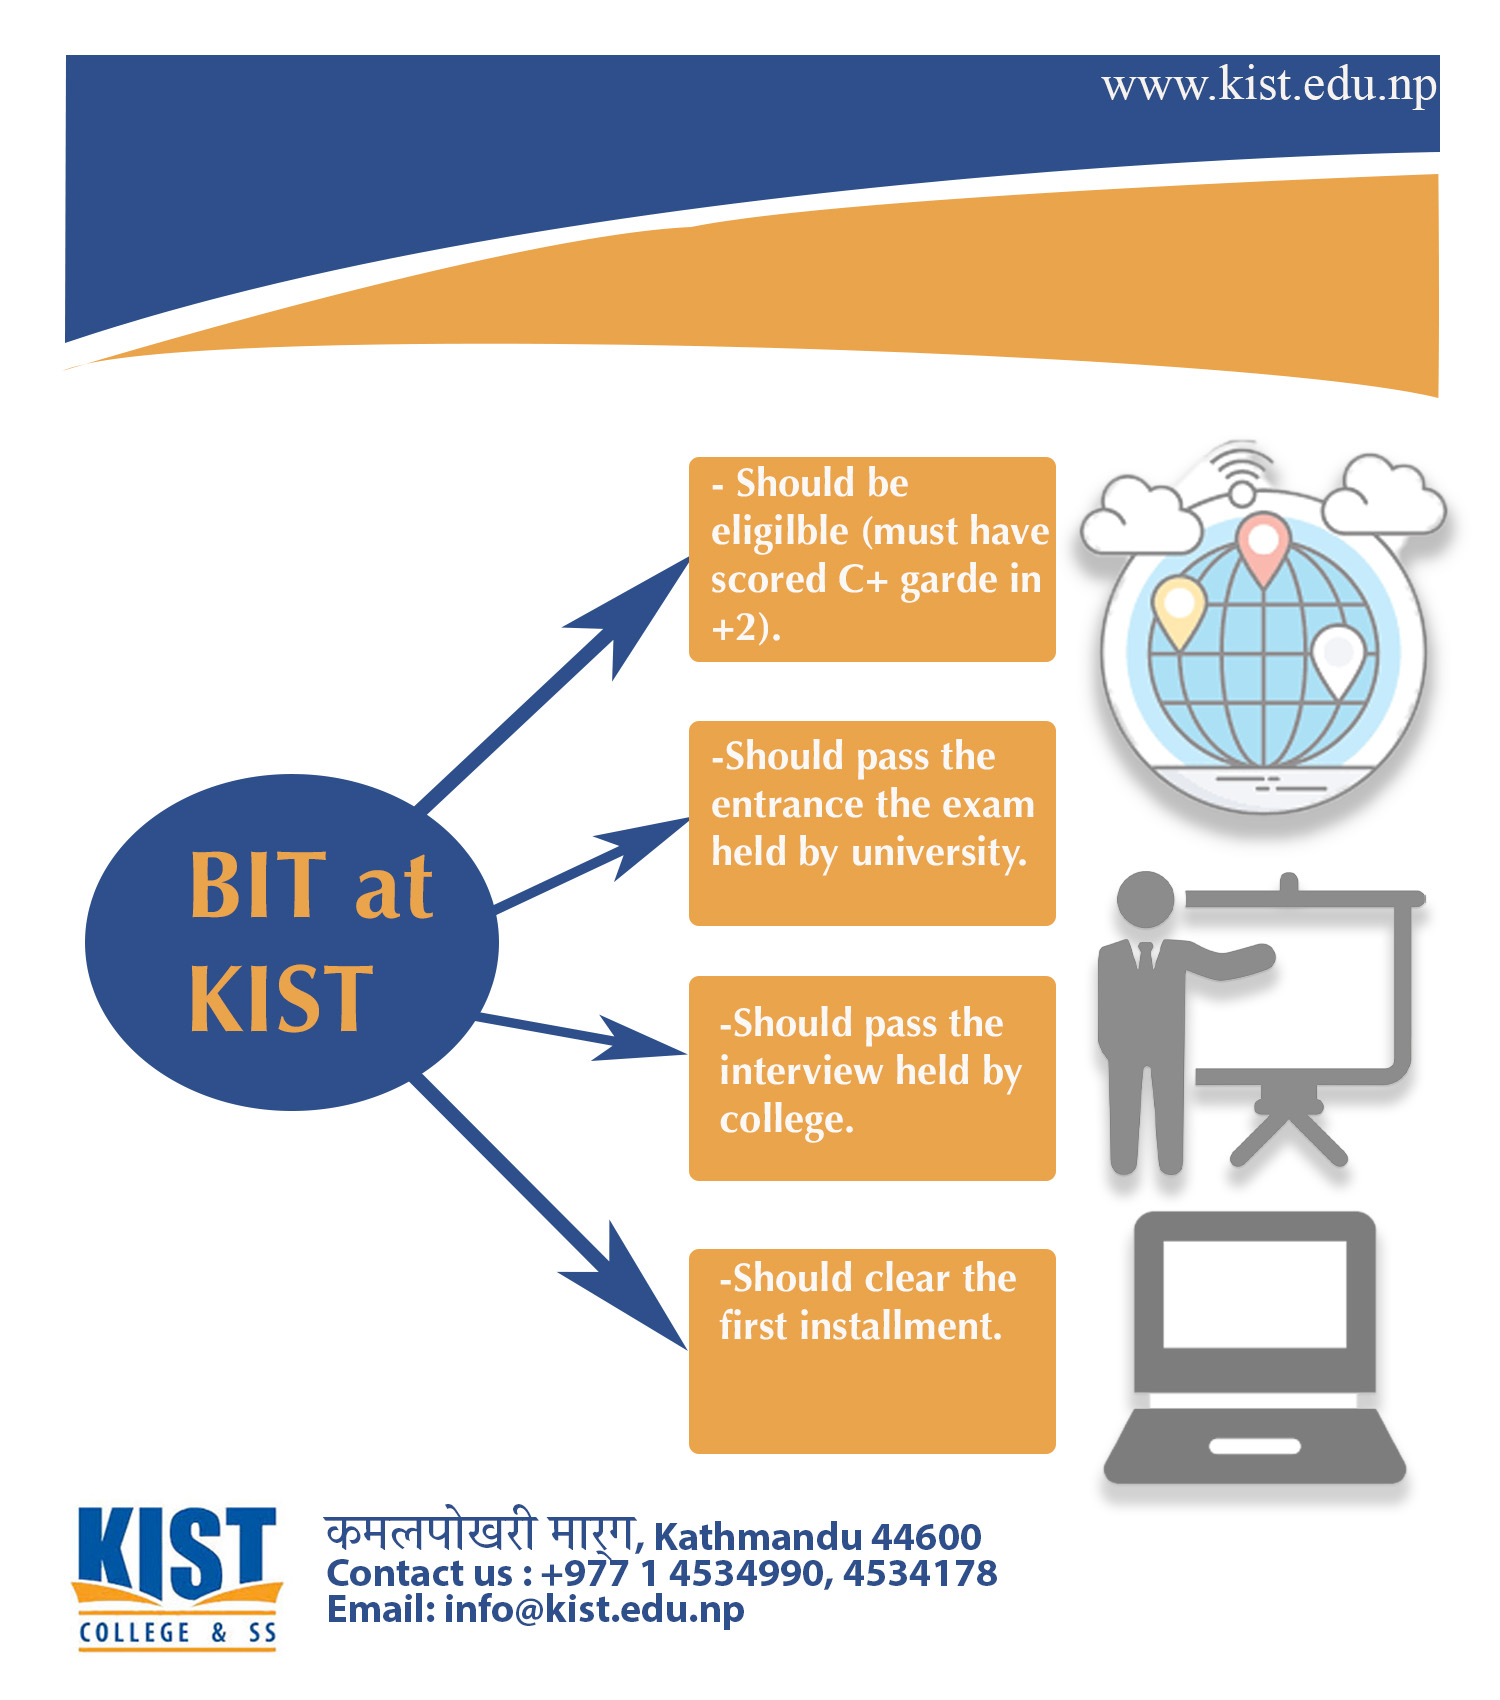 www.kist.edu.np
- Should be
eligilble (must have
scored C+ garde in
+2).
-Should pass the
entrance the exam
held by university.
BIT at
KIST
-Should pass the
interview held by
college.
-Should clear the
first installment.
KIST
COLLEGE & SS
कमलपोखरी मार्ग, Kathmandu 44600
Contact us : +977 1 4534990, 4534178
Email: info@kist.edu.np